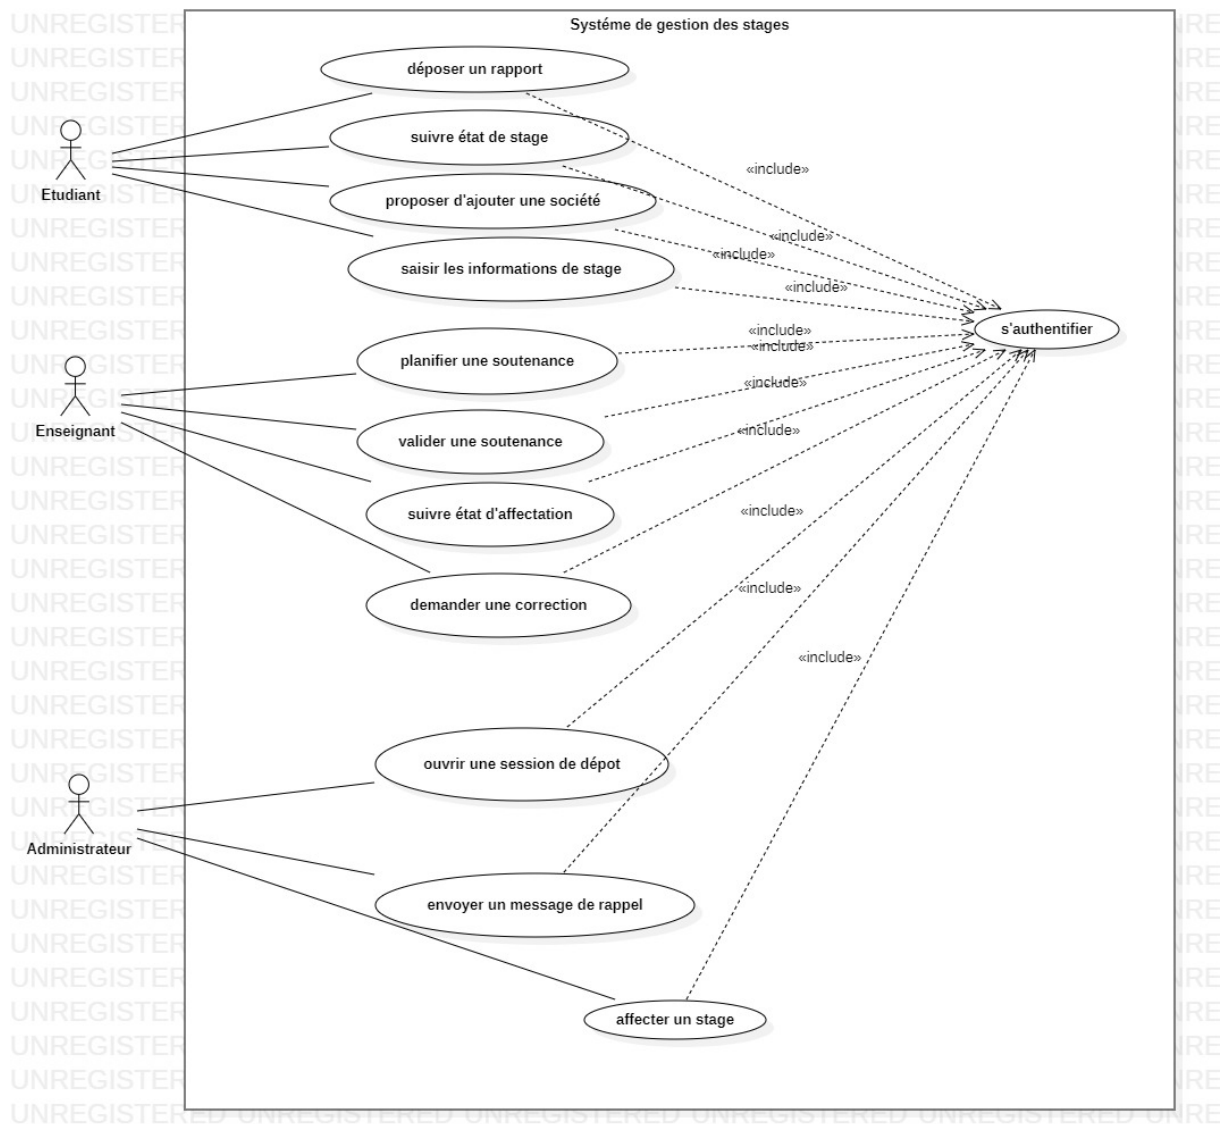 Systéme de gestion des stages
déposer un rapport
suivre état de stage
«include»
Etudiant
proposer d'ajouter une société
«include»
«include»
saisir les informations de stage
«include»
s'authentifier
«include»
«include»
planifier une soutenance
«include»
Enseignant
«include»
valider une soutenance
suivre état d'affectation
«include»
demander une correction
«include»
«include»
ouvrir une session de dépot
Administrateur
envoyer un message de rappel
affecter un stage
UNREGISTERED UNREGISTERED UNREGISTERED UNREGISTERED UNREGISTERED UNRE